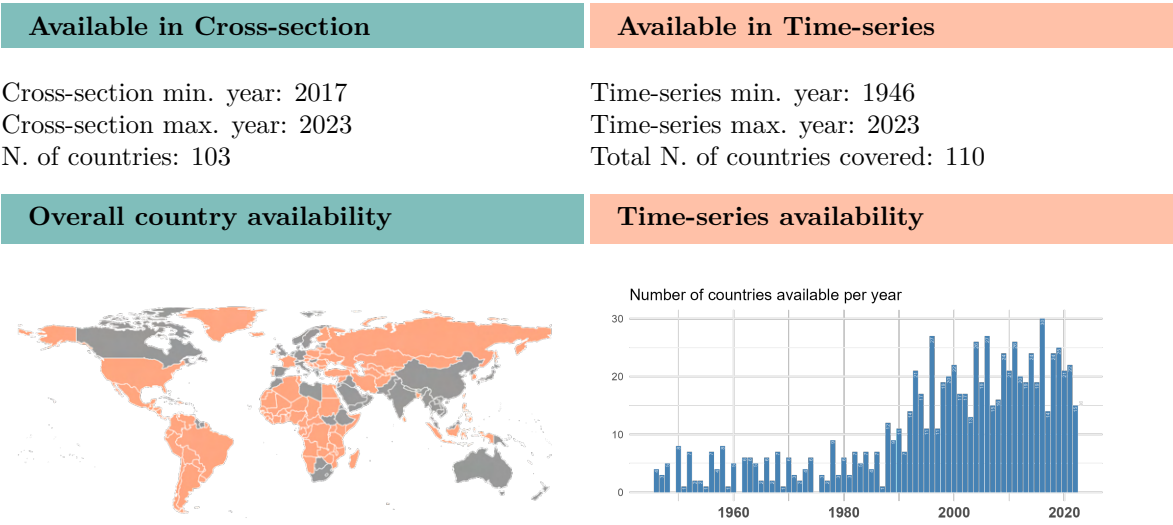 Available in Cross-section
Available in Time-series
Cross-section min. year: 2017
Cross-section max. year: 2023
N. of countries: 103
Time-series min. year: 1946
Time-series max. year: 2023
Total N. of countries covered: 110
Overall country availability
Time-series availability
Number of countries available per year
30
20
10
0
1960
1980
2000
2020